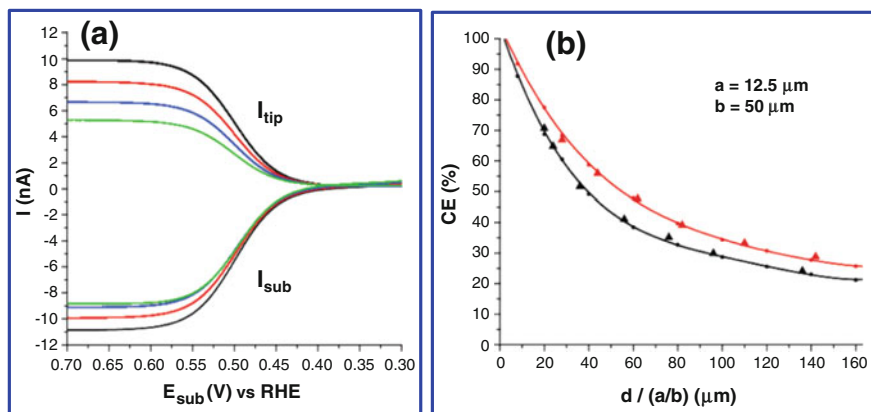 (a)
I (nA)
12
10
8
6
4
2
0
-2
-4
-6
-8
-10
-12
I_tip
I_sub
0.70 0.65 0.60 0.55 0.50 0.45 0.40 0.35 0.30
E_sub (V) vs RHE
(b)
CE (%)
100
90
80
70
60
50
40
30
20
10
0
a = 12.5 μm
b = 50 μm
0 20 40 60 80 100 120 140 160
d / (a/b) (μm)